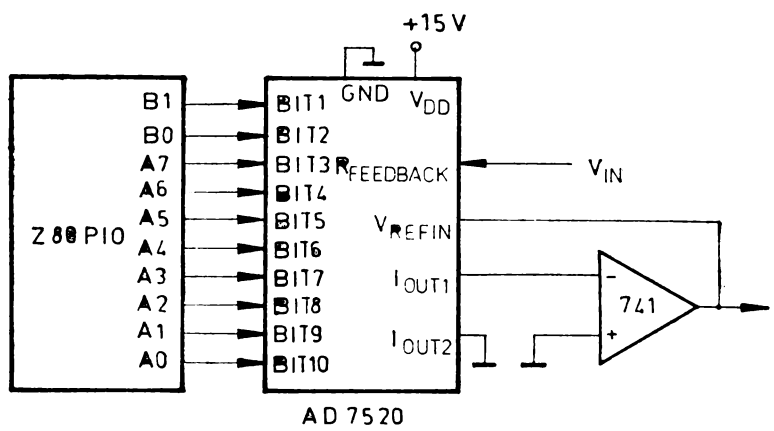 +15V
GND
VDD
Z80 PIO
B1
B0
A7
A6
A5
A4
A3
A2
A1
A0
BIT1
BIT2
BIT3
BIT4
BIT5
BIT6
BIT7
BIT8
BIT9
BIT10
RFEEDBACK
VREFIN
IOUT1
IOUT2
VIN
-
741
+
AD 7520